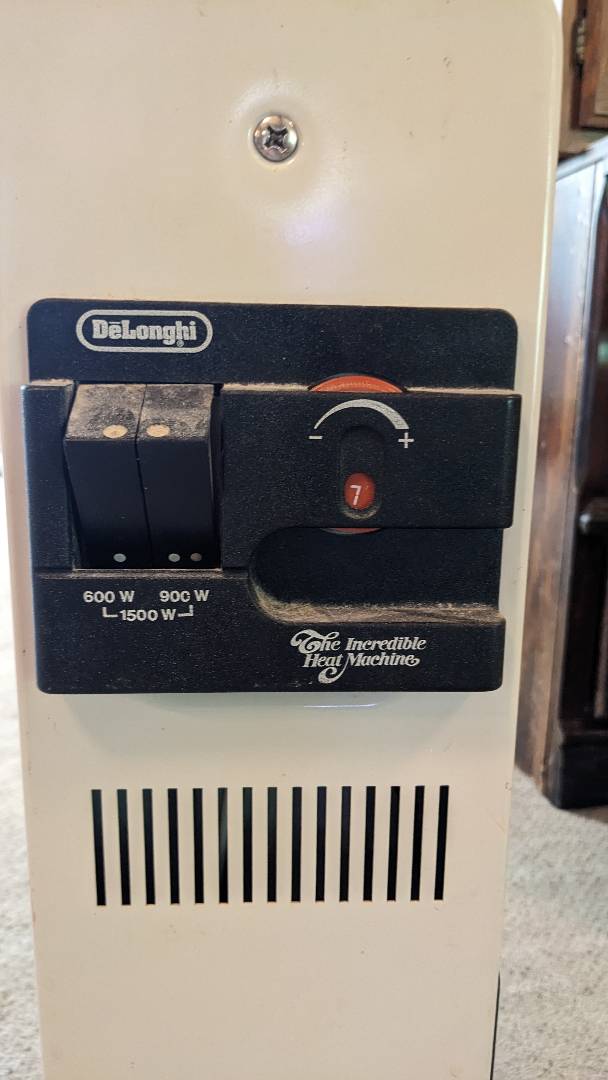 DeLonghi
- +
7
600 W 900 W
1500 W
The Incredible
Heat Machine